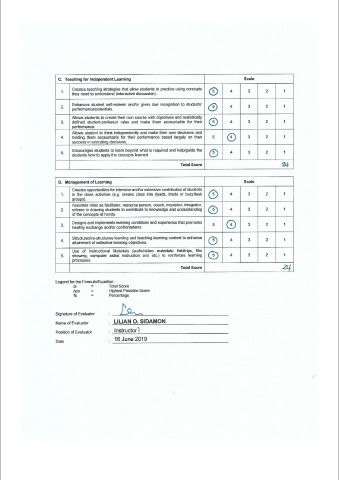 C. Teaching for Independent Learning Scale
1. Creates teaching strategies that allow students to practice using concepts 5 4 3 2 1
they need to understand (interactive discussion).
2. Enhances student self-esteem and/or gives due recognition to students' 5 4 3 2 1
performance/potentials.
3. Allows students to create their own course with objectives and realistically 5 4 3 2 1
defined student-professor rules and make them accountable for their
performance.
4. Allows student to think independently and make their own decisions and 5 4 3 2 1
holding them accountable for their performance based largely on their
success in executing decisions.
5. Encourages students to learn beyond what is required and help/guide the 5 4 3 2 1
students how to apply the concepts learned
Total Score 24
D. Management of Learning Scale
1. Creates opportunities for intensive and/or extensive contribution of students 5 4 3 2 1
in the class activities (e.g. breaks class into dyads, triads or buzz/task
groups).
2. Assumes roles as facilitator, resource person, coach, inquisitor, integrator, 5 4 3 2 1
referee in drawing students to contribute to knowledge and understanding
of the concepts at hands.
3. Designs and implements learning conditions and experience that promotes 5 4 3 2 1
healthy exchange and/or confrontations.
4. Structures/re-structures learning and teaching-learning context to enhance 5 4 3 2 1
attainment of collective learning objectives.
5. Use of Instructional Materials (audio/video materials, fieldtrips, film 5 4 3 2 1
showing, computer aided instruction and etc.) to reinforces learning
processes.
Total Score 24
Legend for the Formula/Equation:
ts = Total Score
hps = Highest Possible Score
% = Percentage
Signature of Evaluator :
Name of Evaluator : LILIAN O. SIDAMON
Position of Evaluator : Instructor I
Date : 16 June 2019